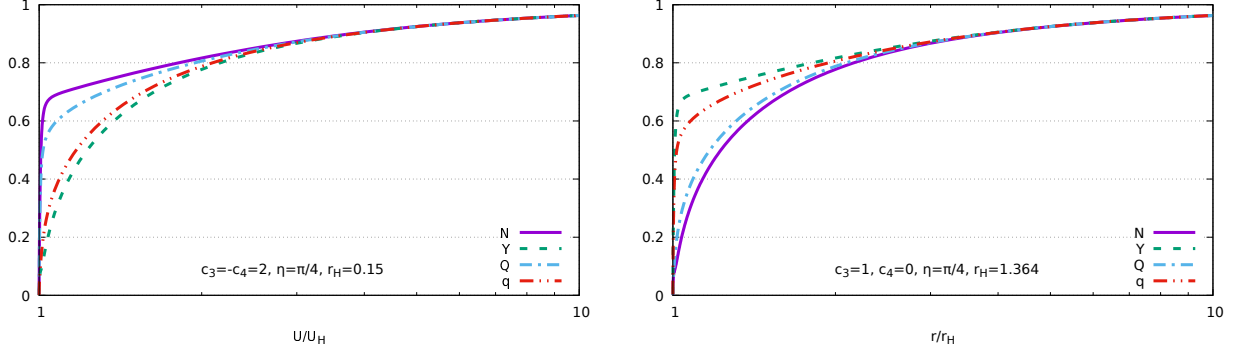 1
0.8
0.6
0.4
0.2
0
1
10
N
Y
Q
q
c3=-c4=2, η=π/4, rH=0.15
U/UH
1
0.8
0.6
0.4
0.2
0
1
10
N
Y
Q
q
c3=1, c4=0, η=π/4, rH=1.364
r/rH